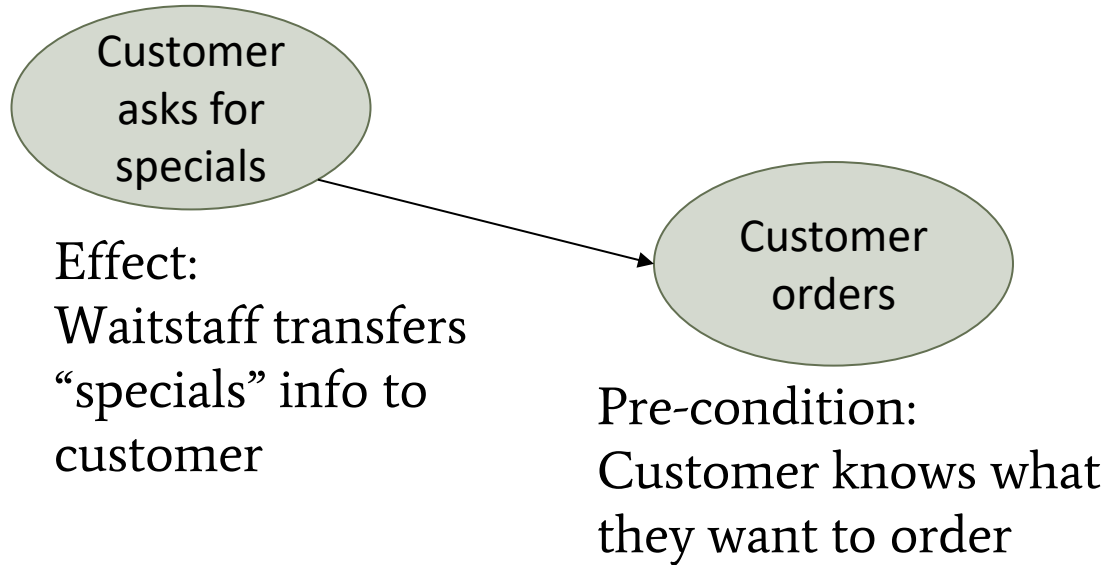 Customer
asks for
specials
Effect:
Waitstaff transfers
“specials” info to
customer
Customer
orders
Pre-condition:
Customer knows what
they want to order